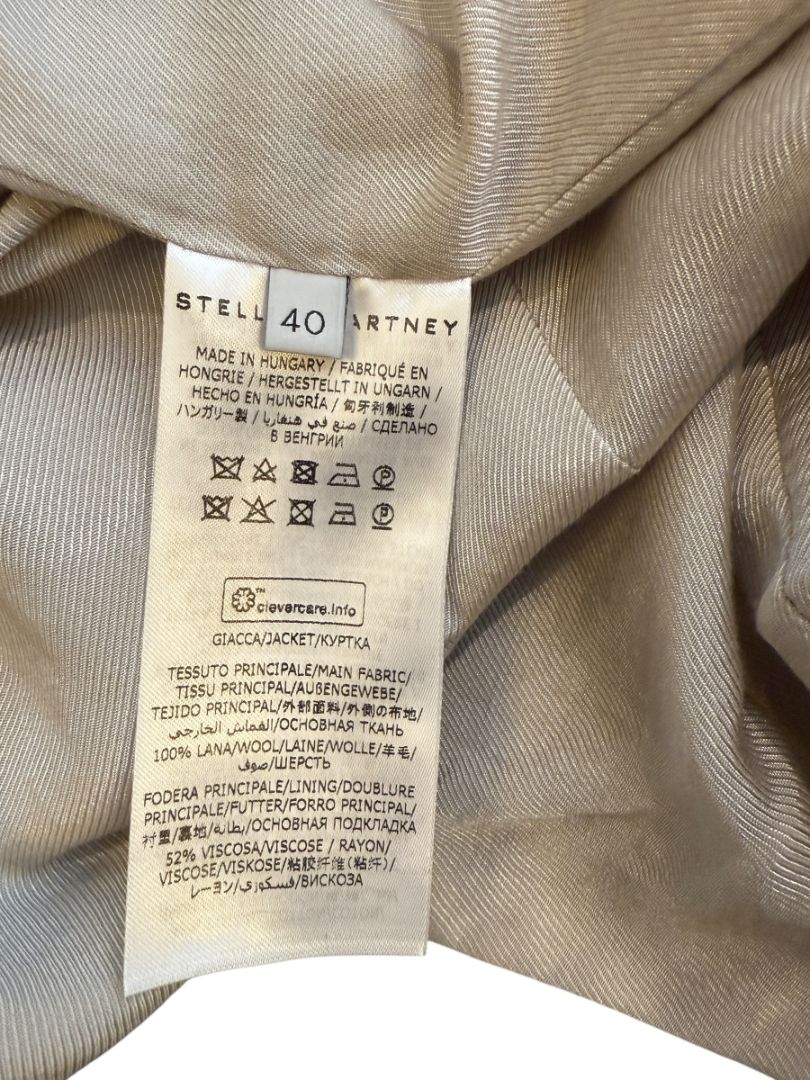 STELL ARTNEY
40
MADE IN HUNGARY / FABRIQUÉ EN
HONGRIE / HERGESTELLT IN UNGARN /
HECHO EN HUNGRÍA / 匈牙利制造 /
ハンガリー製 / صنع في هنغاريا / СДЕЛАНО
В ВЕНГРИИ
P
P
clevercare.info™
GIACCA/JACKET/КУРТКА
TESSUTO PRINCIPALE/MAIN FABRIC/
TISSU PRINCIPAL/AUßENGEWEBE/
TEJIDO PRINCIPAL/外部面料/外側の布地/
القماش الخارجي/ОСНОВНАЯ ТКАНЬ
100% LANA/WOOL/LAINE/WOLLE/羊毛/
صوف/ШЕРСТЬ
FODERA PRINCIPALE/LINING/DOUBLURE
PRINCIPALE/FUTTER/FORRO PRINCIPAL/
衬里/裏地/بطانة/ОСНОВНАЯ ПОДКЛАДКА
52% VISCOSA/VISCOSE / RAYON/
VISCOSE/VISKOSE/粘胶纤维(粘纤)/
レーヨン/فسكوزي/ВИСКОЗА